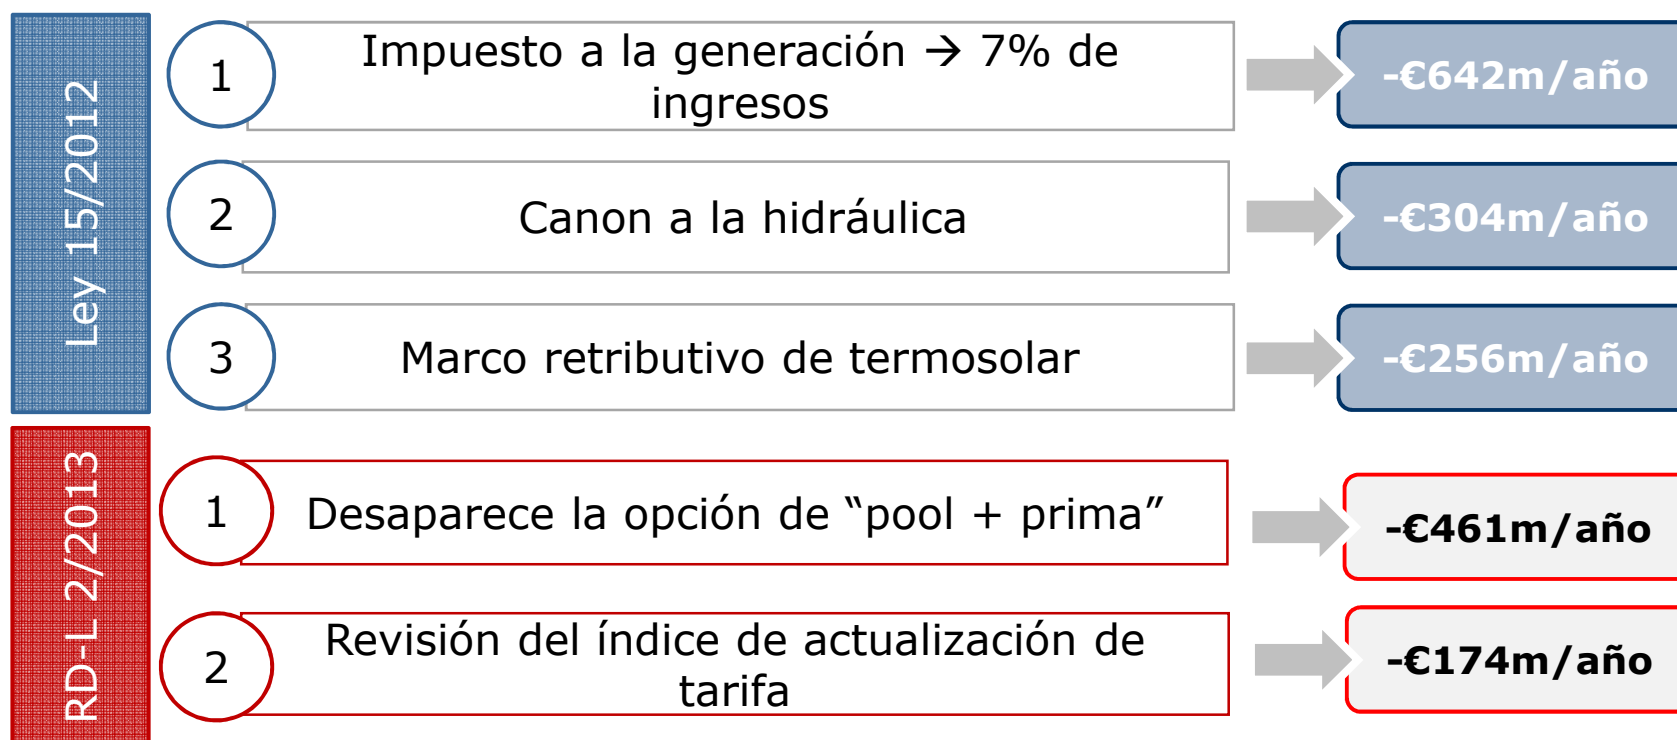 Ley 15/2012
1
Impuesto a la generación → 7% de
ingresos
-€642m/año
2
Canon a la hidráulica
-€304m/año
3
Marco retributivo de termosolar
-€256m/año
RD-L 2/2013
1
Desaparece la opción de “pool + prima”
-€461m/año
2
Revisión del índice de actualización de
tarifa
-€174m/año